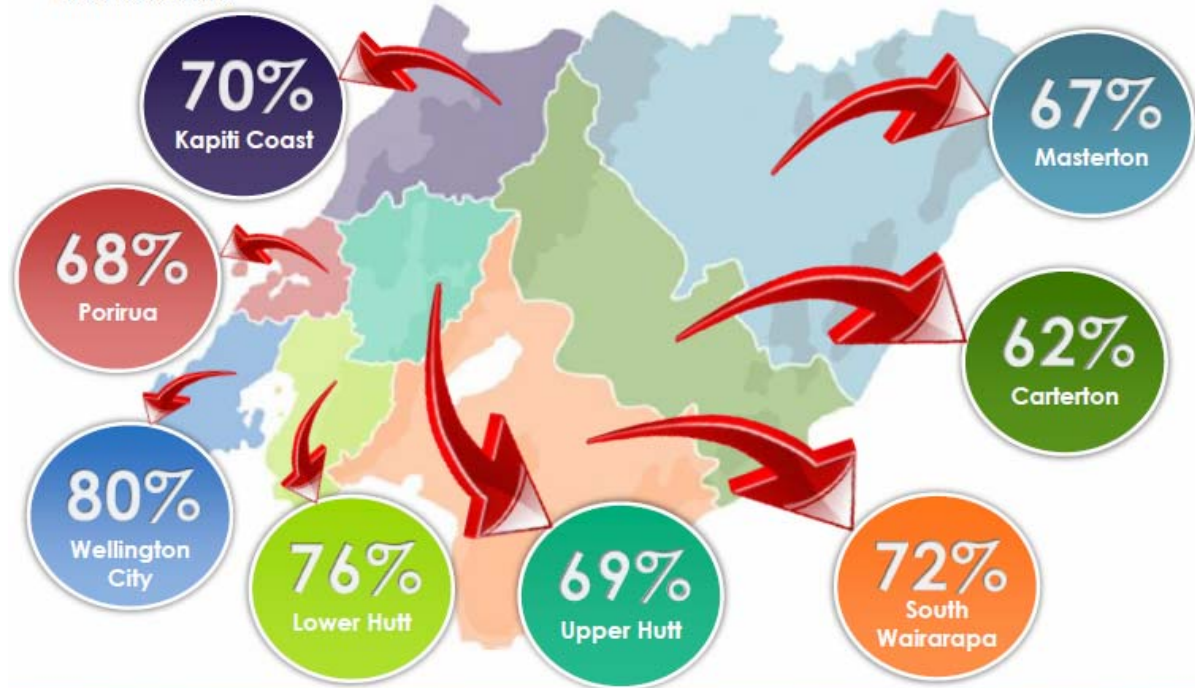 70%
Kapiti Coast
67%
Masterton
68%
Porirua
62%
Carterton
80%
Wellington
City
76%
Lower Hutt
69%
Upper Hutt
72%
South
Wairarapa